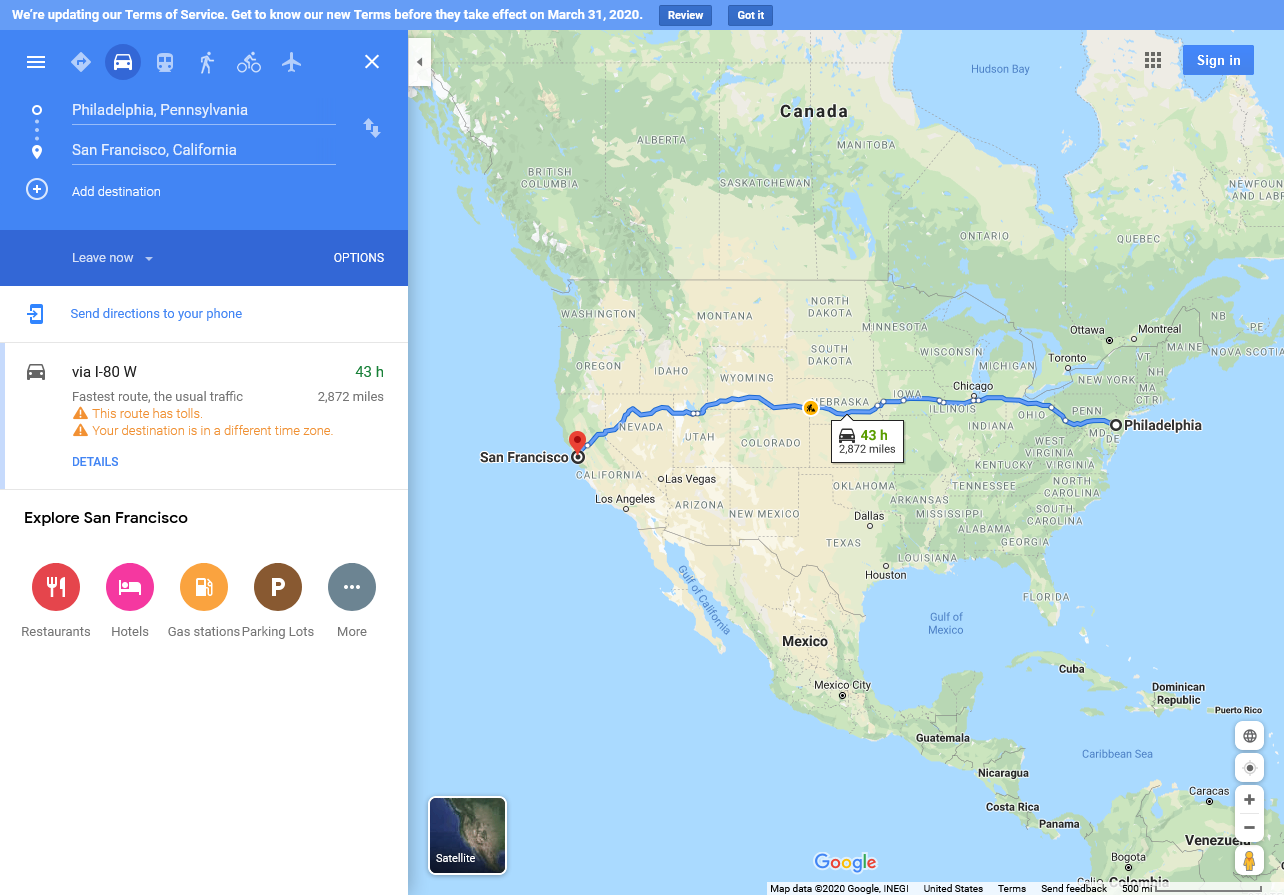 We're updating our Terms of Service. Get to know our new Terms before they take effect on March 31, 2020.
Review
Got it
Philadelphia, Pennsylvania
San Francisco, California
Add destination
Leave now
OPTIONS
Send directions to your phone
via I-80 W
43 h
Fastest route, the usual traffic
2,872 miles
This route has tolls.
Your destination is in a different time zone.
DETAILS
Explore San Francisco
P
Restaurants
Hotels
Gas stations
Parking Lots
More
Sign in
Hudson Bay
Canada
ALBERTA
MANITOBA
BRITISH
COLUMBIA
SASKATCHEWAN
NEWFOUN
AND LAB
ONTARIO
QUEBEC
WASHINGTON
MONTANA
NORTH
DAKOTA
MINNESOTA
Ottawa
Montreal
NB
PE
MAINE
NOVA SCOTIA
VT
NH
SOUTH
DAKOTA
WISCONSIN
MICHIGAN
Toronto
NEW YORK
MA
CT
RI
OREGON
IDAHO
WYOMING
Chicago
NEBRASKA
IOWA
ILLINOIS
OHIO
PENN
Philadelphia
MD
DE
NJ
NEVADA
UTAH
COLORADO
INDIANA
WEST
VIRGINIA
43 h
2,872 miles
San Francisco
CALIFORNIA
Las Vegas
KENTUCKY
VIRGINIA
Los Angeles
ARIZONA
NEW MEXICO
OKLAHOMA
ARKANSAS
TENNESSEE
NORTH
CAROLINA
Dallas
MISSISSIPPI
SOUTH
CAROLINA
ALABAMA
TEXAS
GEORGIA
LOUISIANA
Houston
Gulf of California
FLORIDA
Gulf of
Mexico
Mexico
Cuba
Mexico City
Dominican
Republic
Puerto Rico
Guatemala
Caribbean Sea
Nicaragua
Caracas
Costa Rica
Panama
Venezuela
Bogota
Cali
Colombia
Satellite
Google
Map data ©2020 Google, INEGI
United States
Terms
Send feedback
500 mi